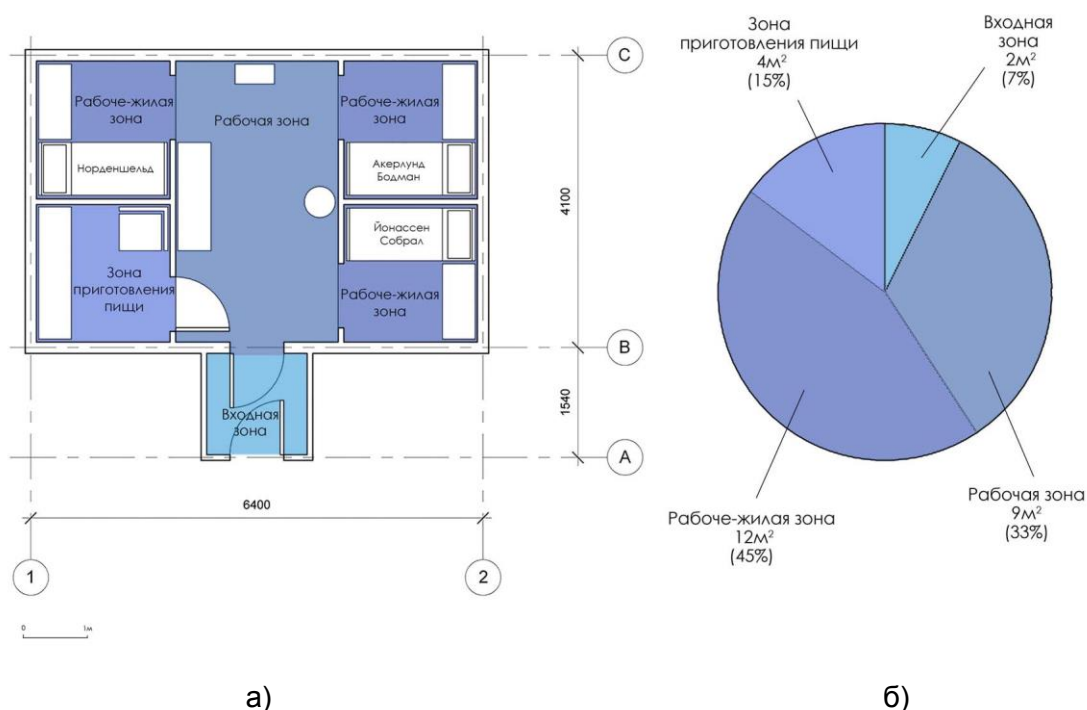 Рабоче-жилая
зона
Рабочая зона
Рабоче-жилая
зона
Норденшельд
Акерлунд
Бодман
Йонассен
Собрал
Зона
приготовления
пищи
Рабоче-жилая
зона
Входная
зона
C
B
A
4100
1540
6400
1
2
0
1м
а)
Зона
приготовления пищи
4м²
(15%)
Входная
зона
2м²
(7%)
Рабочая зона
9м²
(33%)
Рабоче-жилая зона
12м²
(45%)
б)